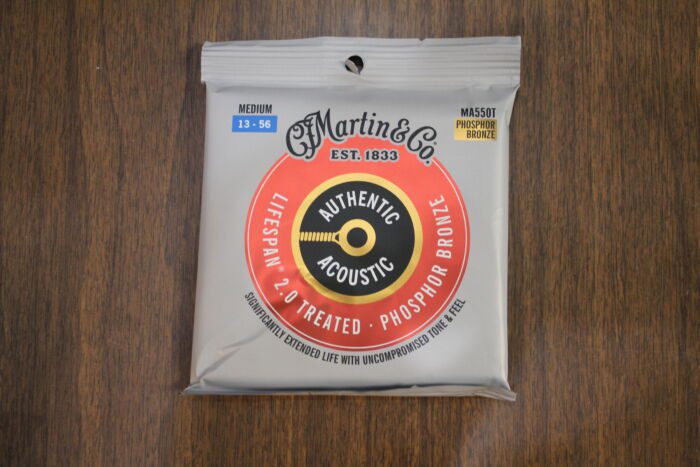 MEDIUM
13 - 56
MA550T
PHOSPHOR
BRONZE
CFMartin & Co.
EST. 1833
AUTHENTIC
ACOUSTIC
LIFESPAN® 2.0 TREATED · PHOSPHOR BRONZE
SIGNIFICANTLY EXTENDED LIFE WITH UNCOMPROMISED TONE & FEEL